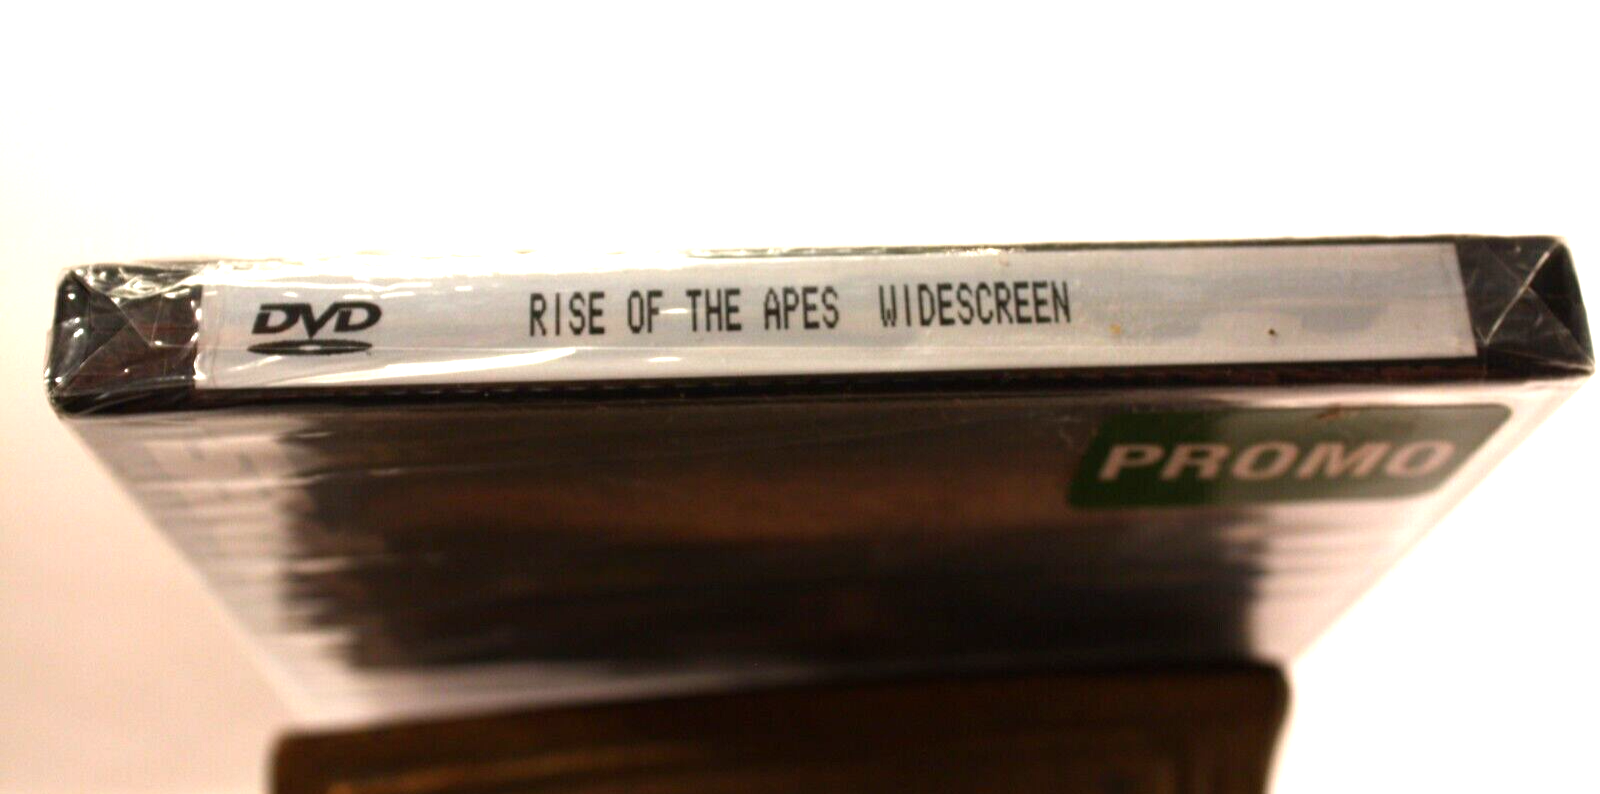 DVD RISE OF THE APES WIDESCREEN
PROMO